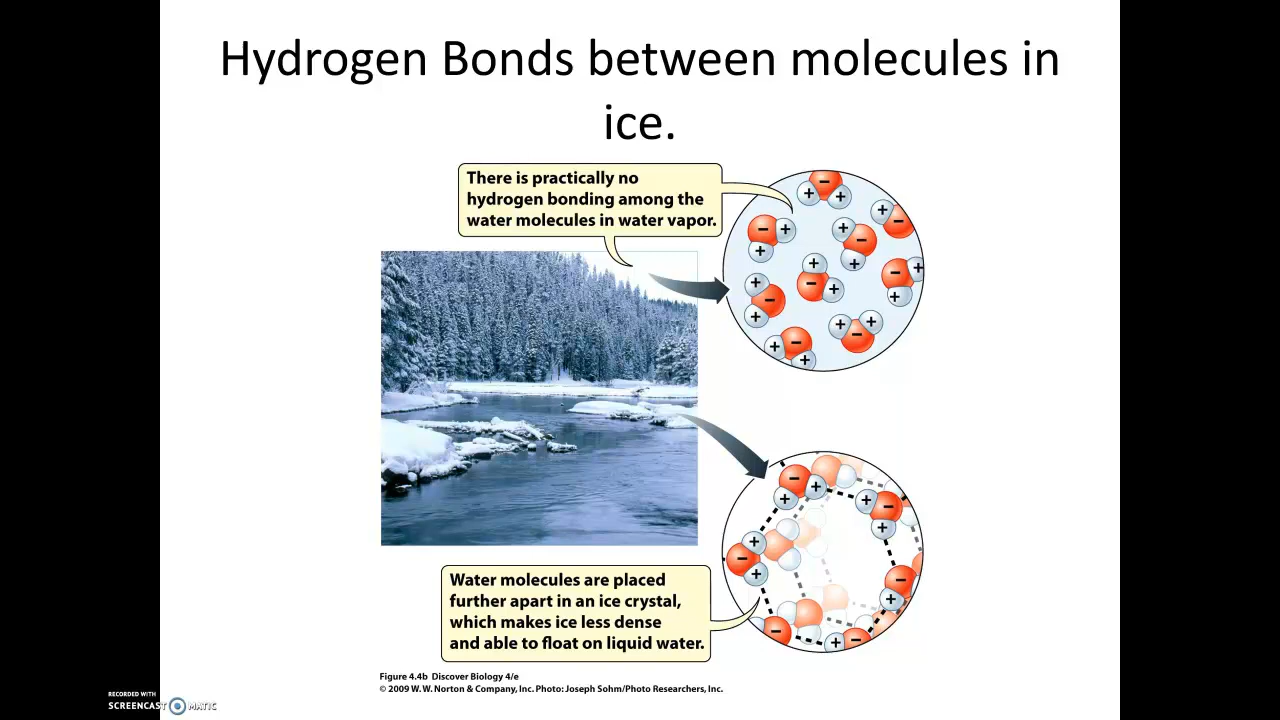 Hydrogen Bonds between molecules in
ice.
There is practically no
hydrogen bonding among the
water molecules in water vapor.
Water molecules are placed
further apart in an ice crystal,
which makes ice less dense
and able to float on liquid water.
Figure 4.4b Discover Biology 4/e
© 2009 W. W. Norton & Company, Inc. Photo: Joseph Sohm/Photo Researchers, Inc.
RECORDED WITH
SCREENCAST MATIC